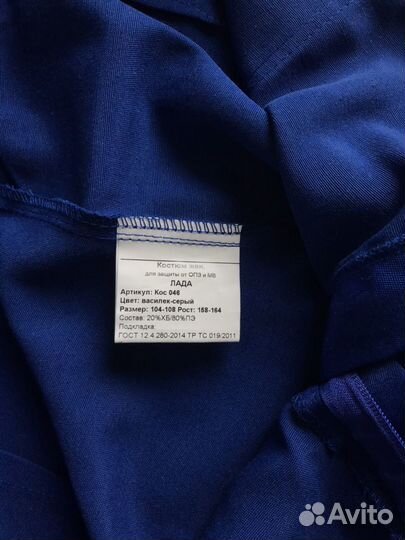 Костюм жен.
для защиты от ОПЗ и МВ
ЛАДА
Артикул: Кос 046
Цвет: василек-серый
Размер: 104-108 Рост: 158-164
Состав: 20%ХБ/80%ПЭ
Подкладка:
ГОСТ 12.4.280-2014 ТР ТС 019/2011
Avito